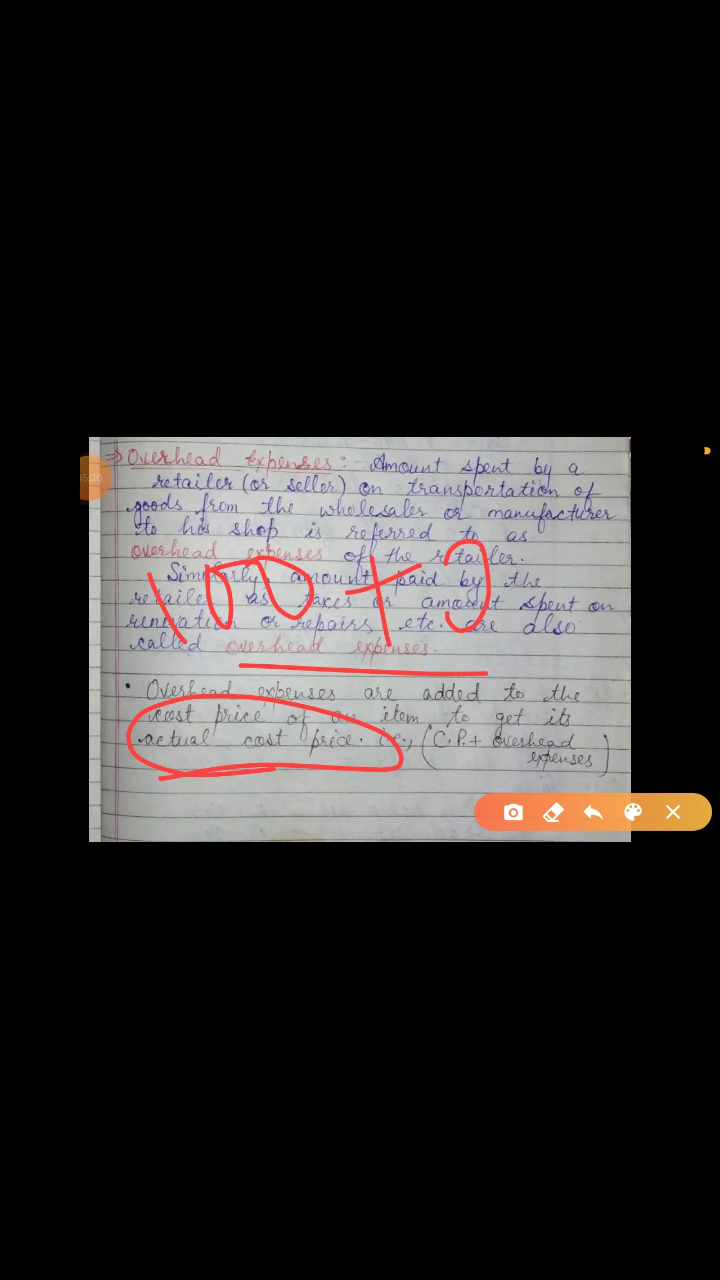 ⇒ Overhead Expenses: Amount spent by a
retailer (or seller) on transportation of
goods from the wholesaler or manufacturer
to his shop is referred to as
overhead expenses of the retailer.
Similarly, amount paid by the
retailer as taxes or amount spent on
renovation or repairs etc. are also
called overhead expenses.
100 +
• Overhead expenses are added to the
cost price of an item to get its
actual cost price. i.e., (C.P.+ overhead
expenses)